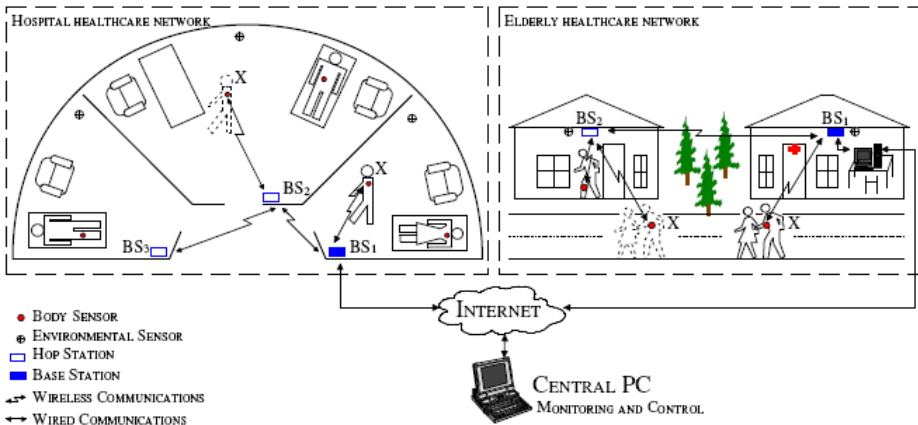 HOSPITAL HEALTHCARE NETWORK
X
X
BS2
BS3
BS1
ELDERLY HEALTHCARE NETWORK
BS2
BS1
X
X
INTERNET
CENTRAL PC
MONITORING AND CONTROL
BODY SENSOR
ENVIRONMENTAL SENSOR
HOP STATION
BASE STATION
WIRELESS COMMUNICATIONS
WIRED COMMUNICATIONS